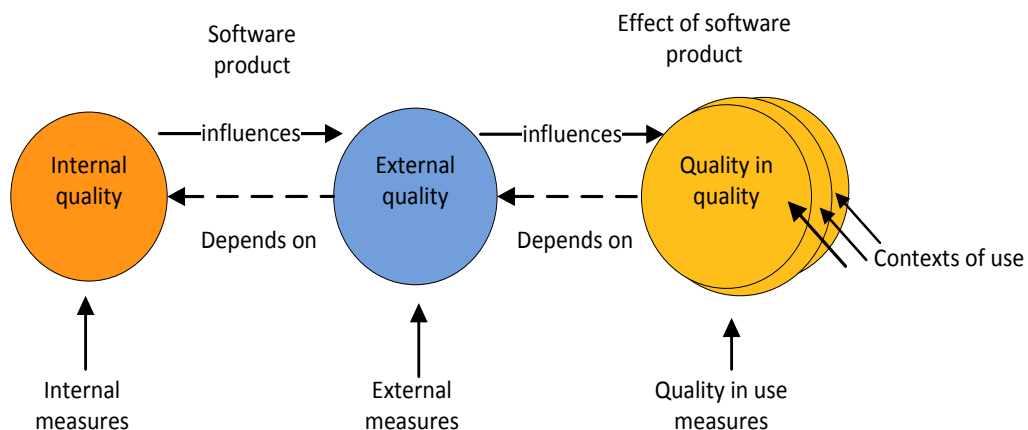 Software
product
Effect of software
product
influences
influences
Internal
quality
External
quality
Quality in
quality
Depends on
Depends on
Contexts of use
Internal
measures
External
measures
Quality in use
measures